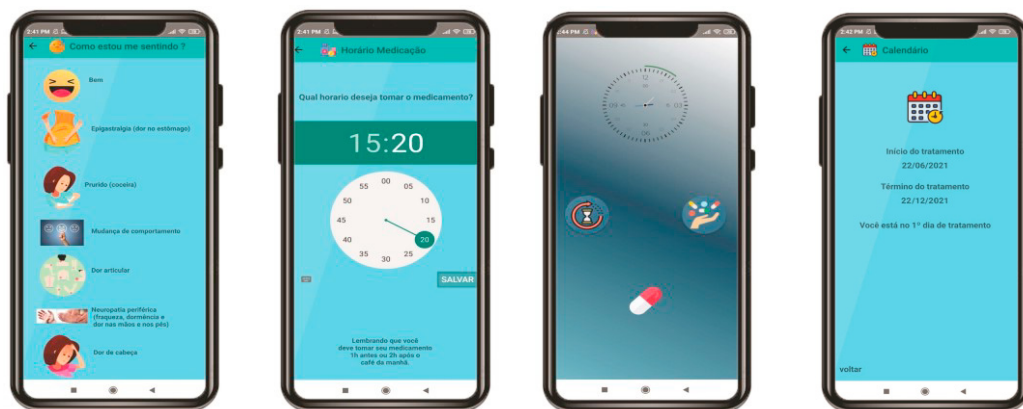 2:41 PM
Como estou me sentindo ?
Bem
Epigastralgia (dor no estômago)
Prurido (coceira)
Mudança de comportamento
Dor articular
Neuropatia periférica
(fraqueza, dormência e
dor nas mãos e nos pés)
Dor de cabeça
2:41 PM
Horário Medicação
Qual horario deseja tomar o medicamento?
15:20
00
05
10
15
20
25
30
35
40
45
50
55
SALVAR
Lembrando que você
deve tomar seu medicamento
1h antes ou 2h após o
café da manhã.
2:44 PM
12
03
06
09
2:42 PM
Calendário
Início do tratamento
22/06/2021
Término do tratamento
22/12/2021
Você está no 1º dia de tratamento
voltar